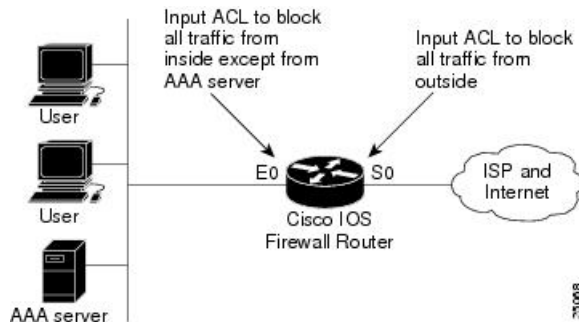 Input ACL to block
all traffic from
inside except from
AAA server
Input ACL to block
all traffic from
outside
User
User
AAA server
E0
S0
Cisco IOS
Firewall Router
ISP and
Internet